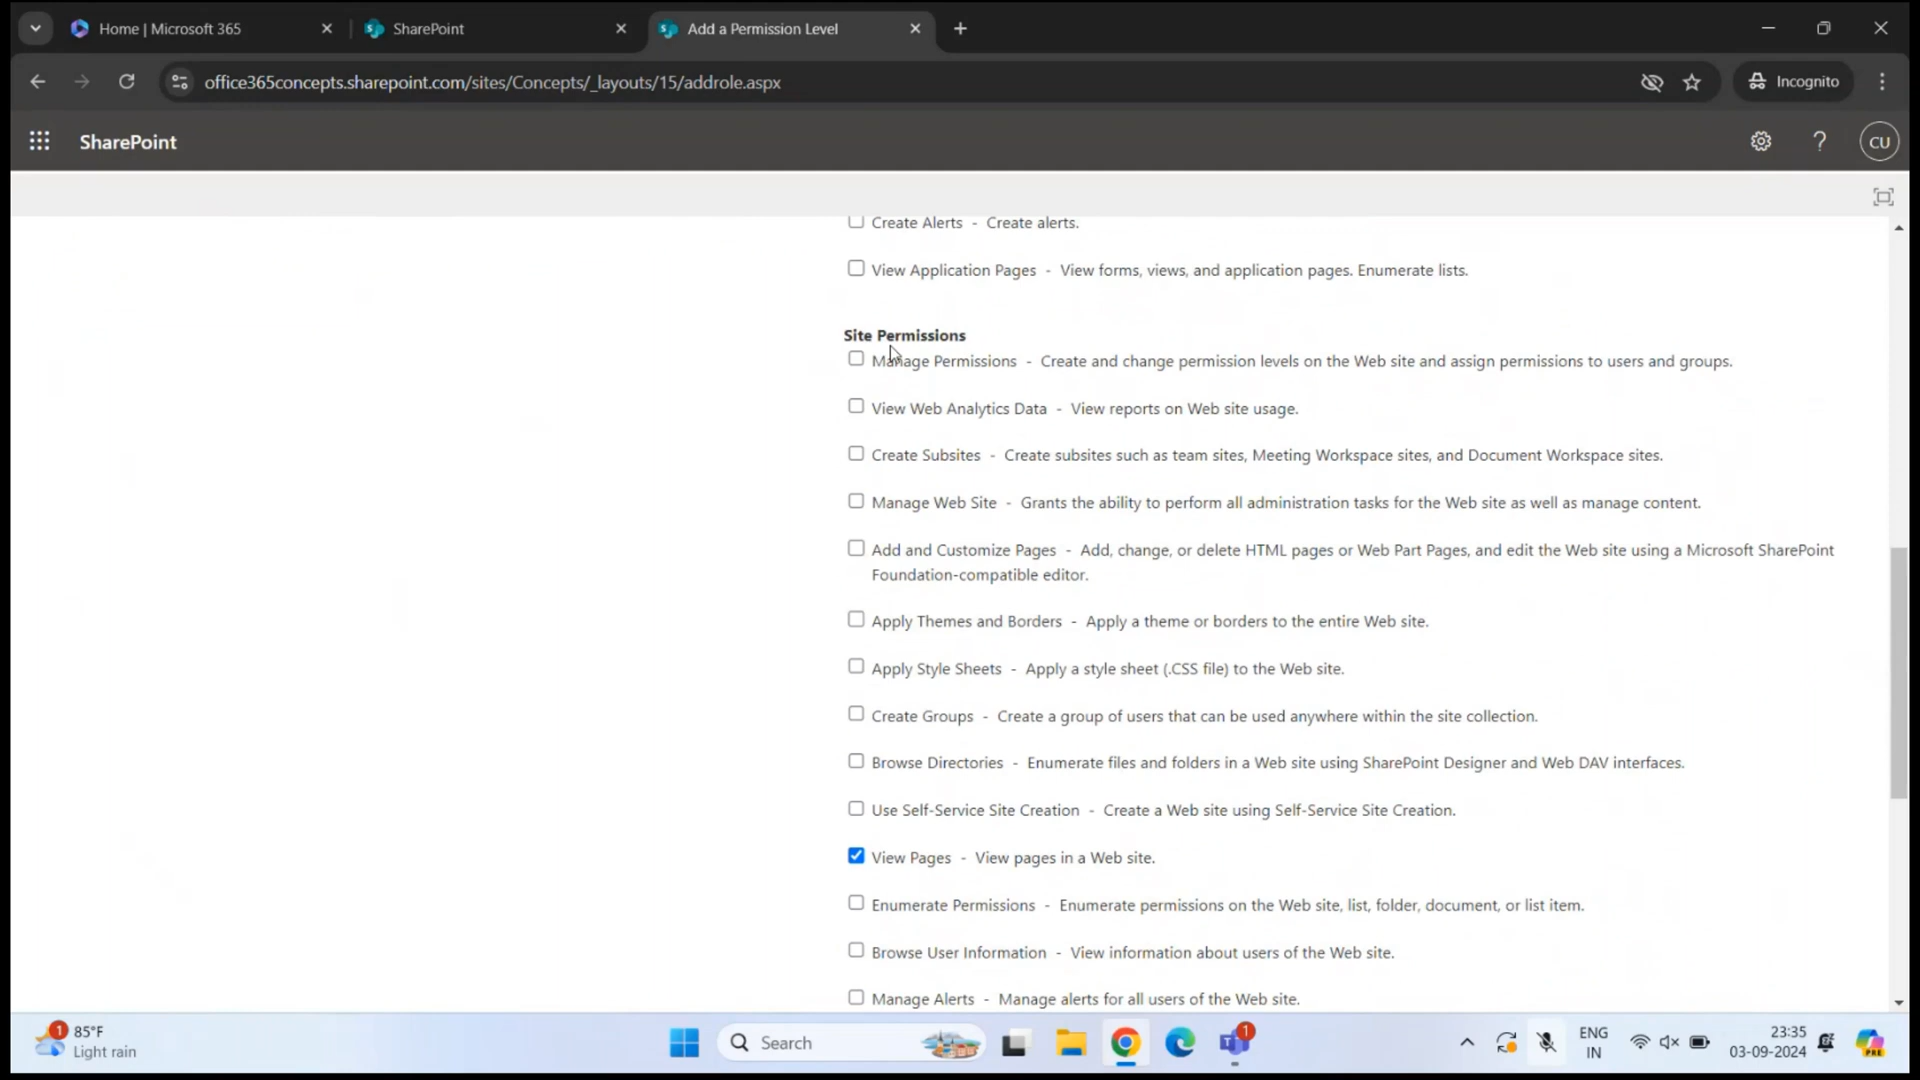 Home | Microsoft 365
SharePoint
Add a Permission Level
office365concepts.sharepoint.com/sites/Concepts/_layouts/15/addrole.aspx
Incognito
SharePoint
CU
Create Alerts - Create alerts.
View Application Pages - View forms, views, and application pages. Enumerate lists.
Site Permissions
Manage Permissions - Create and change permission levels on the Web site and assign permissions to users and groups.
View Web Analytics Data - View reports on Web site usage.
Create Subsites - Create subsites such as team sites, Meeting Workspace sites, and Document Workspace sites.
Manage Web Site - Grants the ability to perform all administration tasks for the Web site as well as manage content.
Add and Customize Pages - Add, change, or delete HTML pages or Web Part Pages, and edit the Web site using a Microsoft SharePoint
Foundation-compatible editor.
Apply Themes and Borders - Apply a theme or borders to the entire Web site.
Apply Style Sheets - Apply a style sheet (.CSS file) to the Web site.
Create Groups - Create a group of users that can be used anywhere within the site collection.
Browse Directories - Enumerate files and folders in a Web site using SharePoint Designer and Web DAV interfaces.
Use Self-Service Site Creation - Create a Web site using Self-Service Site Creation.
View Pages - View pages in a Web site.
Enumerate Permissions - Enumerate permissions on the Web site, list, folder, document, or list item.
Browse User Information - View information about users of the Web site.
Manage Alerts - Manage alerts for all users of the Web site.
1
85°F
Light rain
Search
1
ENG
IN
23:35
03-09-2024
PRE